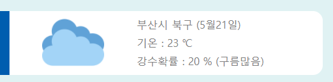 부산시 북구 (5월21일)
기온 : 23 ℃
강수확률 : 20 % (구름많음)